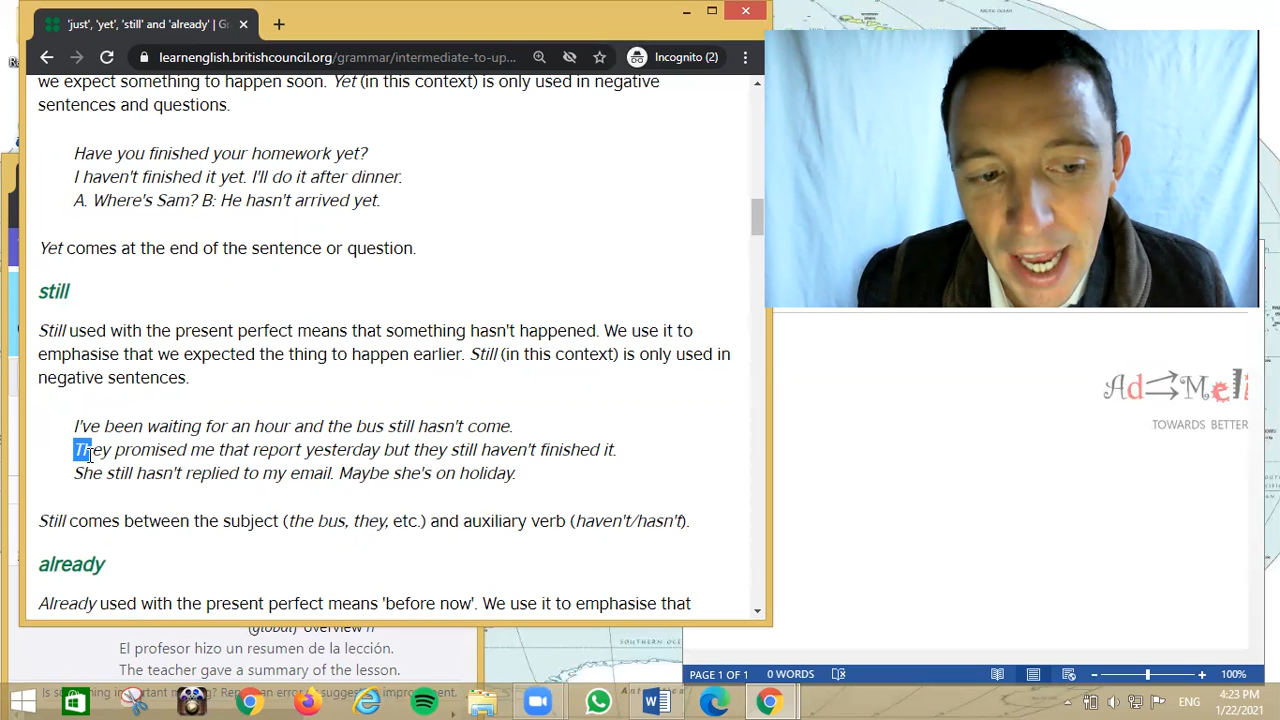 'just', 'yet', 'still' and 'already' | G
learnenglish.britishcouncil.org/grammar/intermediate-to-up...
Incognito (2)
we expect something to happen soon. Yet (in this context) is only used in negative
sentences and questions.
Have you finished your homework yet?
I haven't finished it yet. I'll do it after dinner.
A. Where's Sam? B: He hasn't arrived yet.
Yet comes at the end of the sentence or question.
still
Still used with the present perfect means that something hasn't happened. We use it to
emphasise that we expected the thing to happen earlier. Still (in this context) is only used in
negative sentences.
I've been waiting for an hour and the bus still hasn't come.
They promised me that report yesterday but they still haven't finished it.
She still hasn't replied to my email. Maybe she's on holiday.
Still comes between the subject (the bus, they, etc.) and auxiliary verb (haven't/hasn't).
already
Already used with the present perfect means 'before now'. We use it to emphasise that
Ad Mel
TOWARDS BETTER
(global) Overview n
El profesor hizo un resumen de la lección.
The teacher gave a summary of the lesson.
SOUTHERN OCE
PAGE 1 OF 1
0 WORDS
100%
ENG
4:23 PM
1/22/2021